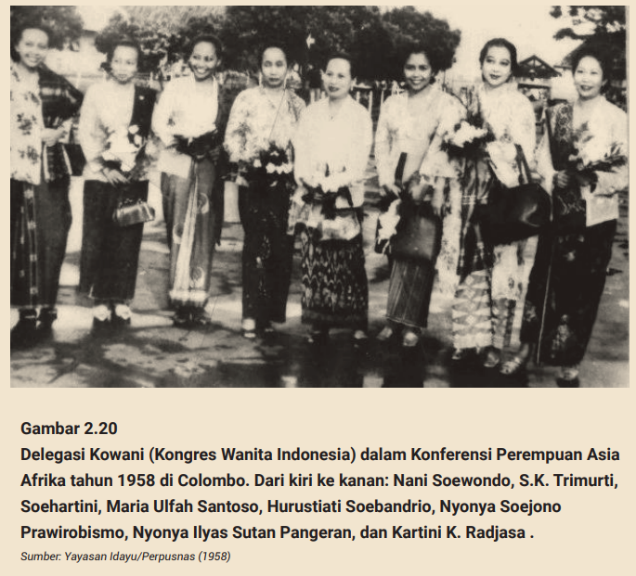 Gambar 2.20
Delegasi Kowani (Kongres Wanita Indonesia) dalam Konferensi Perempuan Asia
Afrika tahun 1958 di Colombo. Dari kiri ke kanan: Nani Soewondo, S.K. Trimurti,
Soehartini, Maria Ulfah Santoso, Hurustiati Soebandrio, Nyonya Soejono
Prawirobismo, Nyonya Ilyas Sutan Pangeran, dan Kartini K. Radjasa .
Sumber: Yayasan Idayu/Perpusnas (1958)